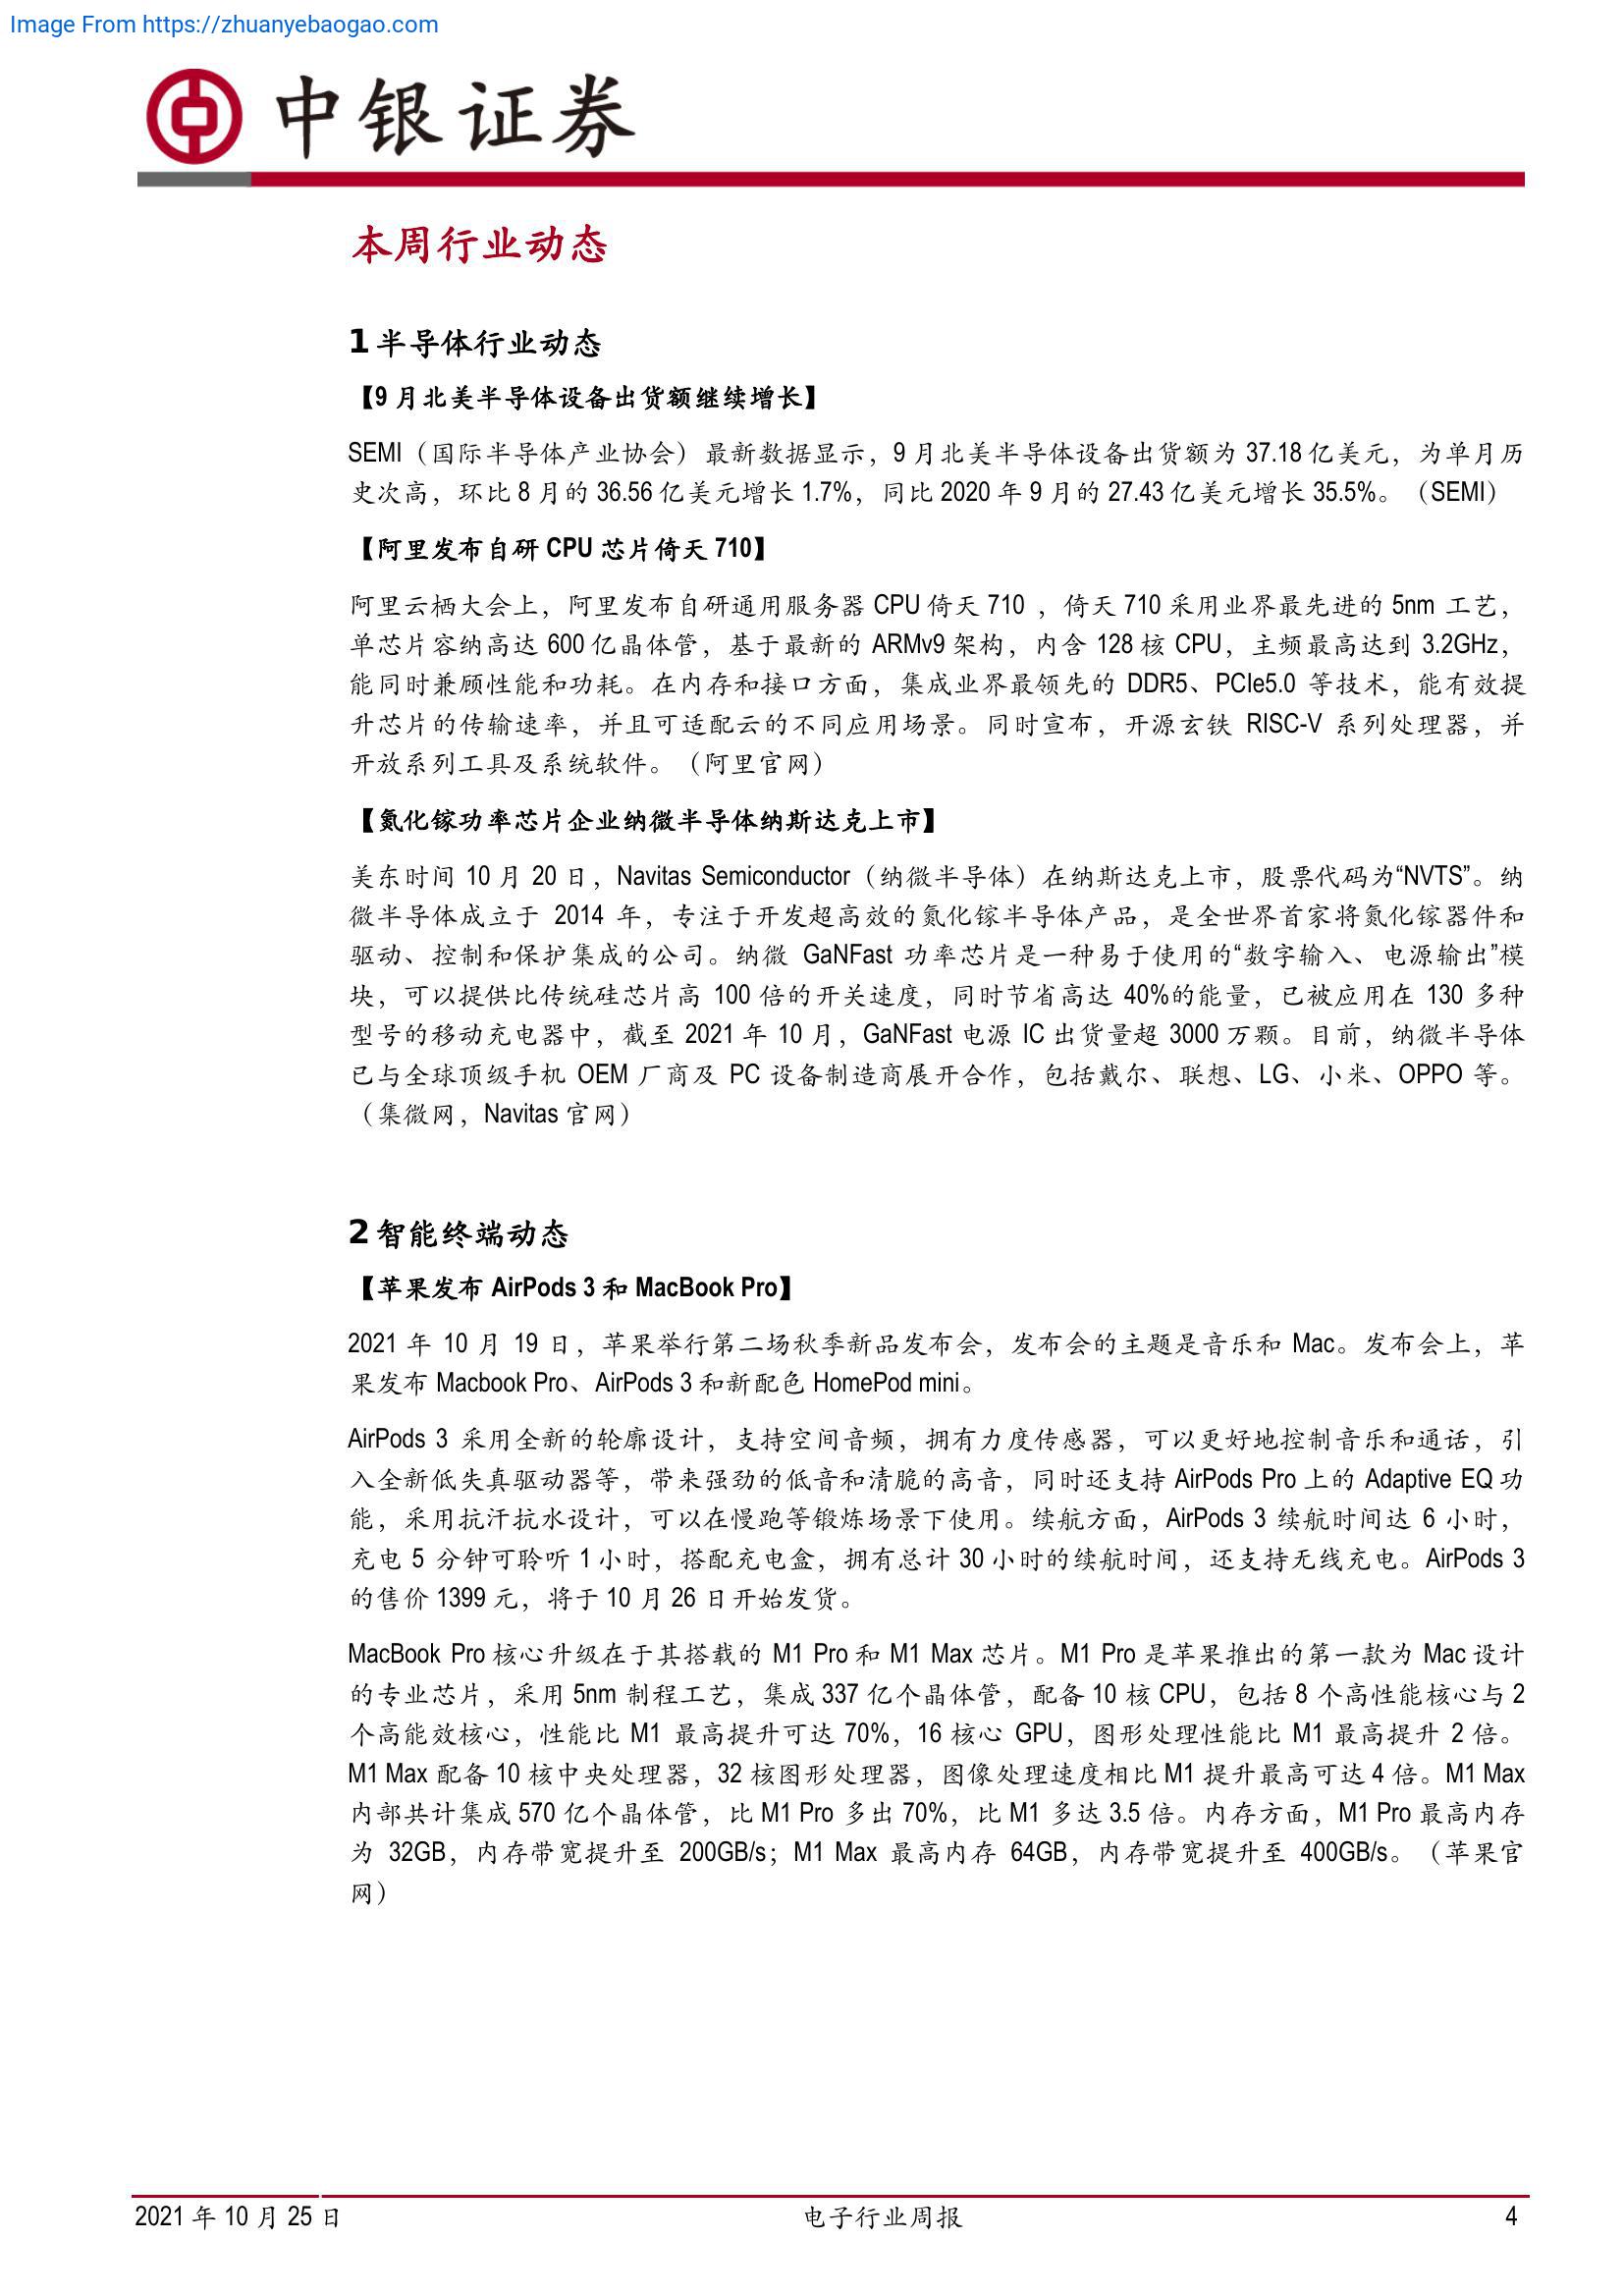 Image From https://zhuanyebaogao.com
中银证券
本周行业动态
1 半导体行业动态
【9 月北美半导体设备出货额继续增长】
SEMI（国际半导体产业协会）最新数据显示，9 月北美半导体设备出货额为 37.18 亿美元，为单月历
史次高，环比 8 月的 36.56 亿美元增长 1.7%，同比 2020 年 9 月的 27.43 亿美元增长 35.5%。（SEMI）
【阿里发布自研 CPU 芯片倚天 710】
阿里云栖大会上，阿里发布自研通用服务器 CPU 倚天 710 ，倚天 710 采用业界最先进的 5nm 工艺，
单芯片容纳高达 600 亿晶体管，基于最新的 ARMv9 架构，内含 128 核 CPU，主频最高达到 3.2GHz，
能同时兼顾性能和功耗。在内存和接口方面，集成业界最领先的 DDR5、PCIe5.0 等技术，能有效提
升芯片的传输速率，并且可适配云的不同应用场景。同时宣布，开源玄铁 RISC-V 系列处理器，并
开放系列工具及系统软件。（阿里官网）
【氮化镓功率芯片企业纳微半导体纳斯达克上市】
美东时间 10 月 20 日，Navitas Semiconductor（纳微半导体）在纳斯达克上市，股票代码为“NVTS”。纳
微半导体成立于 2014 年，专注于开发超高效的氮化镓半导体产品，是全世界首家将氮化镓器件和
驱动、控制和保护集成的公司。纳微 GaNFast 功率芯片是一种易于使用的“数字输入、电源输出”模
块，可以提供比传统硅芯片高 100 倍的开关速度，同时节省高达 40%的能量，已被应用在 130 多种
型号的移动充电器中，截至 2021 年 10 月，GaNFast 电源 IC 出货量超 3000 万颗。目前，纳微半导体
已与全球顶级手机 OEM 厂商及 PC 设备制造商展开合作，包括戴尔、联想、LG、小米、OPPO 等。
（集微网，Navitas 官网）
2 智能终端动态
【苹果发布 AirPods 3 和 MacBook Pro】
2021 年 10 月 19 日，苹果举行第二场秋季新品发布会，发布会的主题是音乐和 Mac。发布会上，苹
果发布 Macbook Pro、AirPods 3 和新配色 HomePod mini。
AirPods 3 采用全新的轮廓设计，支持空间音频，拥有力度传感器，可以更好地控制音乐和通话，引
入全新低失真驱动器等，带来强劲的低音和清脆的高音，同时还支持 AirPods Pro 上的 Adaptive EQ 功
能，采用抗汗抗水设计，可以在慢跑等锻炼场景下使用。续航方面，AirPods 3 续航时间达 6 小时，
充电 5 分钟可聆听 1 小时，搭配充电盒，拥有总计 30 小时的续航时间，还支持无线充电。AirPods 3
的售价 1399 元，将于 10 月 26 日开始发货。
MacBook Pro 核心升级在于其搭载的 M1 Pro 和 M1 Max 芯片。M1 Pro 是苹果推出的第一款为 Mac 设计
的专业芯片，采用 5nm 制程工艺，集成 337 亿个晶体管，配备 10 核 CPU，包括 8 个高性能核心与 2
个高能效核心，性能比 M1 最高提升可达 70%，16 核心 GPU，图形处理性能比 M1 最高提升 2 倍。
M1 Max 配备 10 核中央处理器，32 核图形处理器，图像处理速度相比 M1 提升最高可达 4 倍。M1 Max
内部共计集成 570 亿个晶体管，比 M1 Pro 多出 70%，比 M1 多达 3.5 倍。内存方面，M1 Pro 最高内存
为 32GB，内存带宽提升至 200GB/s；M1 Max 最高内存 64GB，内存带宽提升至 400GB/s。（苹果官
网）
2021 年 10 月 25 日
电子行业周报
4